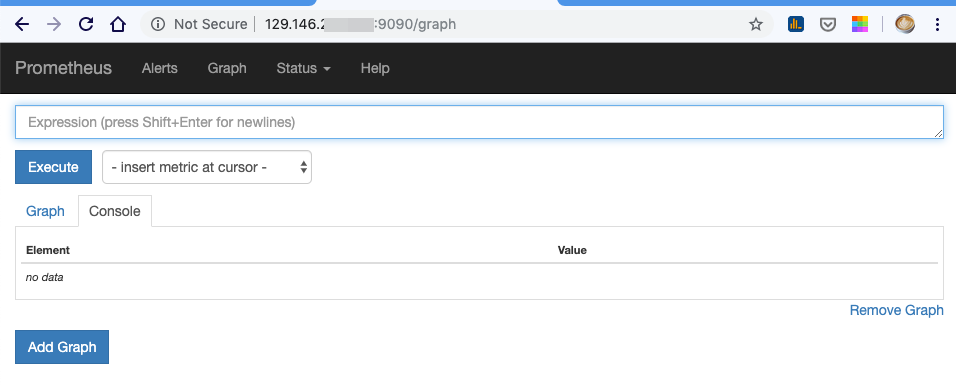 Not Secure 129.146.2 :9090/graph
Prometheus Alerts Graph Status Help
Expression (press Shift+Enter for newlines)
Execute - insert metric at cursor -
Graph Console
Element Value
no data
Remove Graph
Add Graph